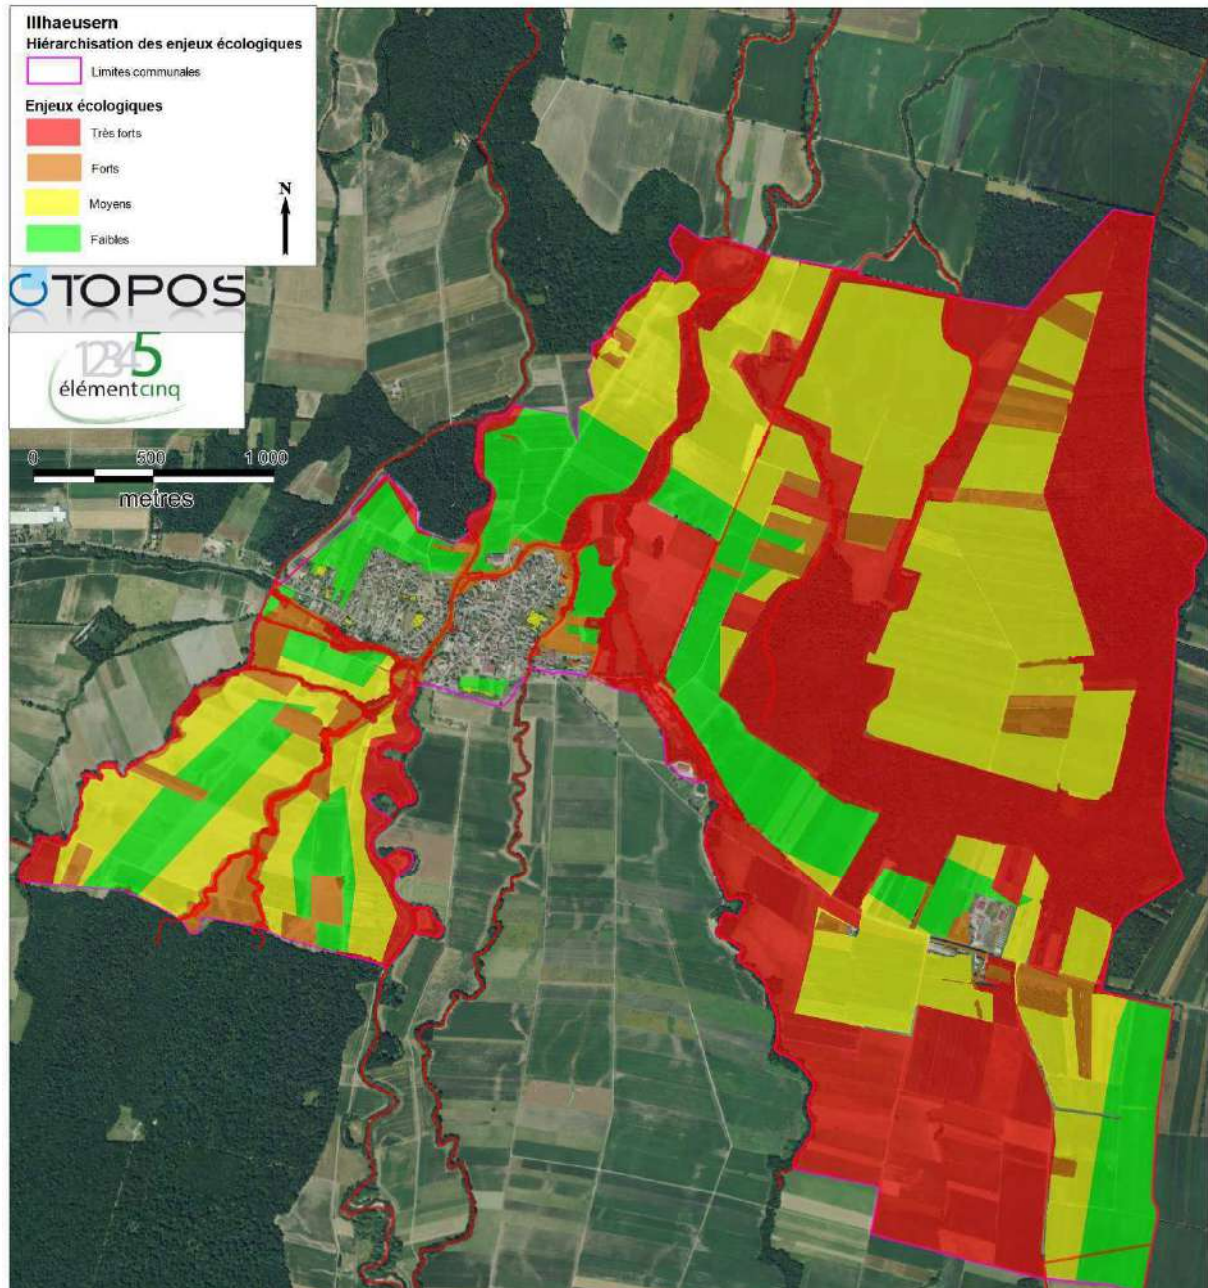 Illhaeusern
Hiérarchisation des enjeux écologiques
Limites communales
Enjeux écologiques
Très forts
Forts
Moyens
Faibles
N
TOPOS
12345
élémentcinq
0 500 1 000
metres